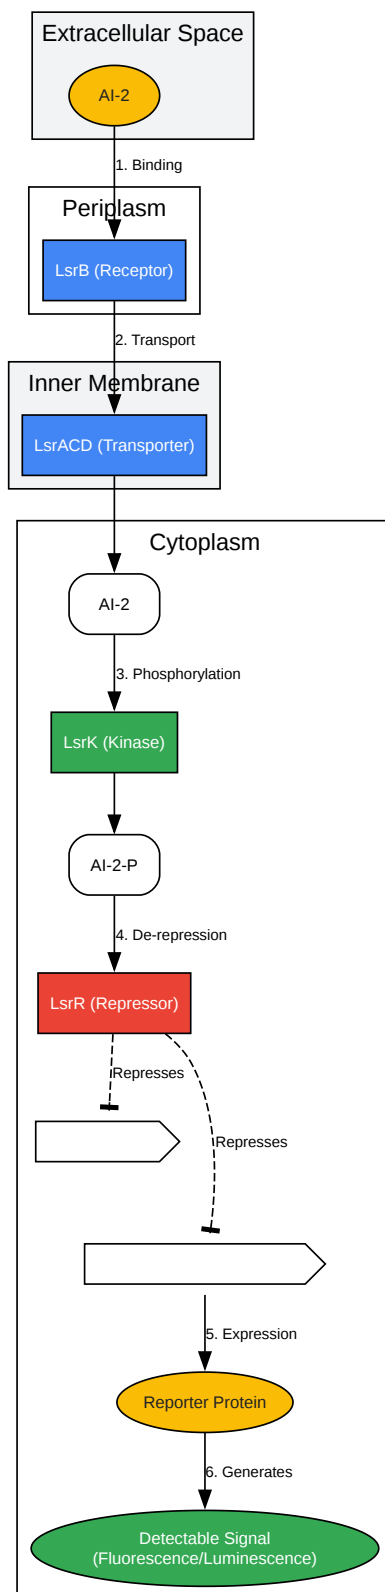 Extracellular Space
AI-2
1. Binding
Periplasm
LsrB (Receptor)
2. Transport
Inner Membrane
LsrACD (Transporter)
Cytoplasm
AI-2
3. Phosphorylation
LsrK (Kinase)
AI-2-P
4. De-repression
LsrR (Repressor)
Represses
Represses
5. Expression
Reporter Protein
6. Generates
Detectable Signal
(Fluorescence/Luminescence)